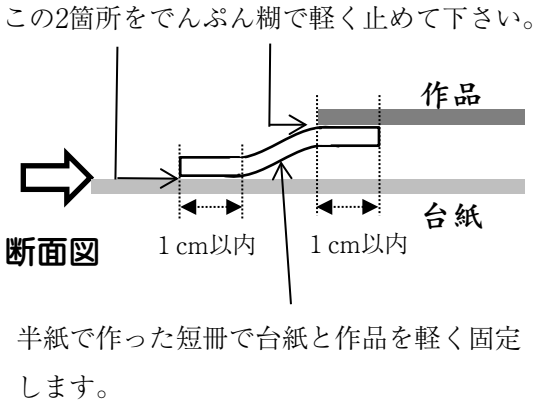 この2箇所をでんぷん糊で軽く止めて下さい。
作品
台紙
断面図
1cm以内
1cm以内
半紙で作った短冊で台紙と作品を軽く固定
します。